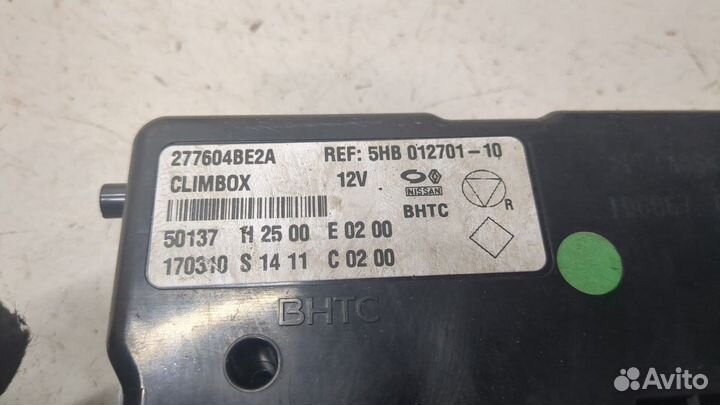 277604BE2A REF: 5HB 012701-10
CLIMBOX 12V
NISSAN
BHTC R
50137 H 25 00 E 02 00
170310 S 14 11 C 02 00
BHTC
Avito